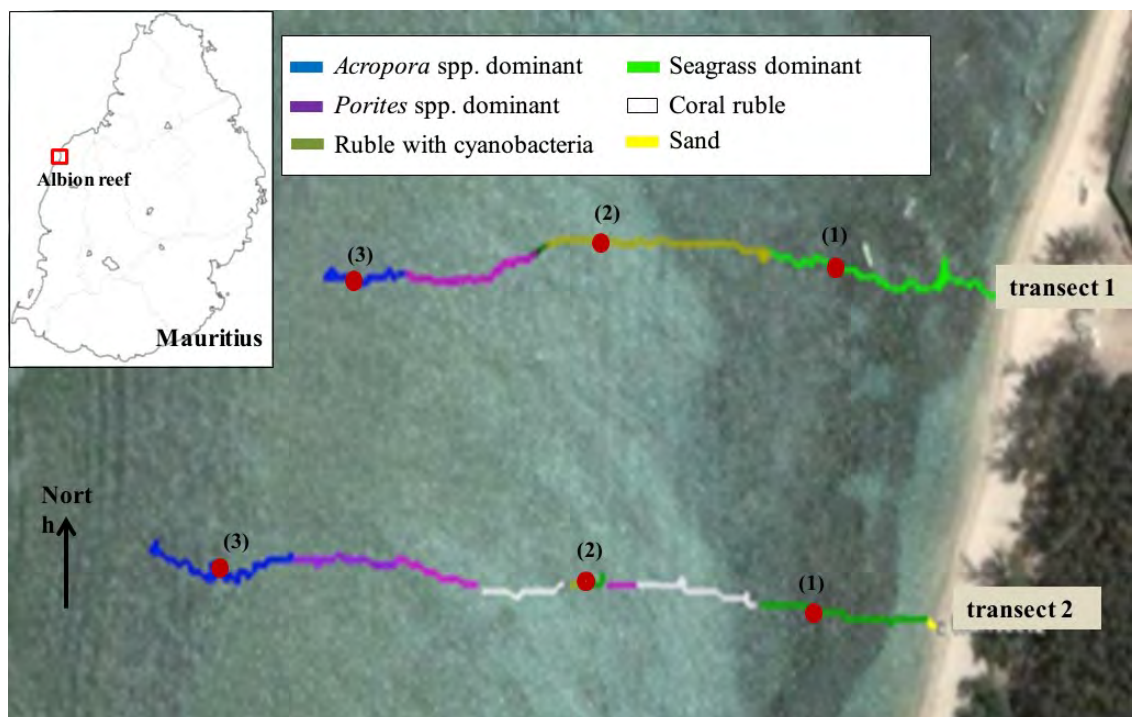 Albion reef
Mauritius
Acropora spp. dominant
Porites spp. dominant
Ruble with cyanobacteria
Seagrass dominant
Coral ruble
Sand
(3)
(2)
(1)
transect 1
Nort
h
(3)
(2)
(1)
transect 2